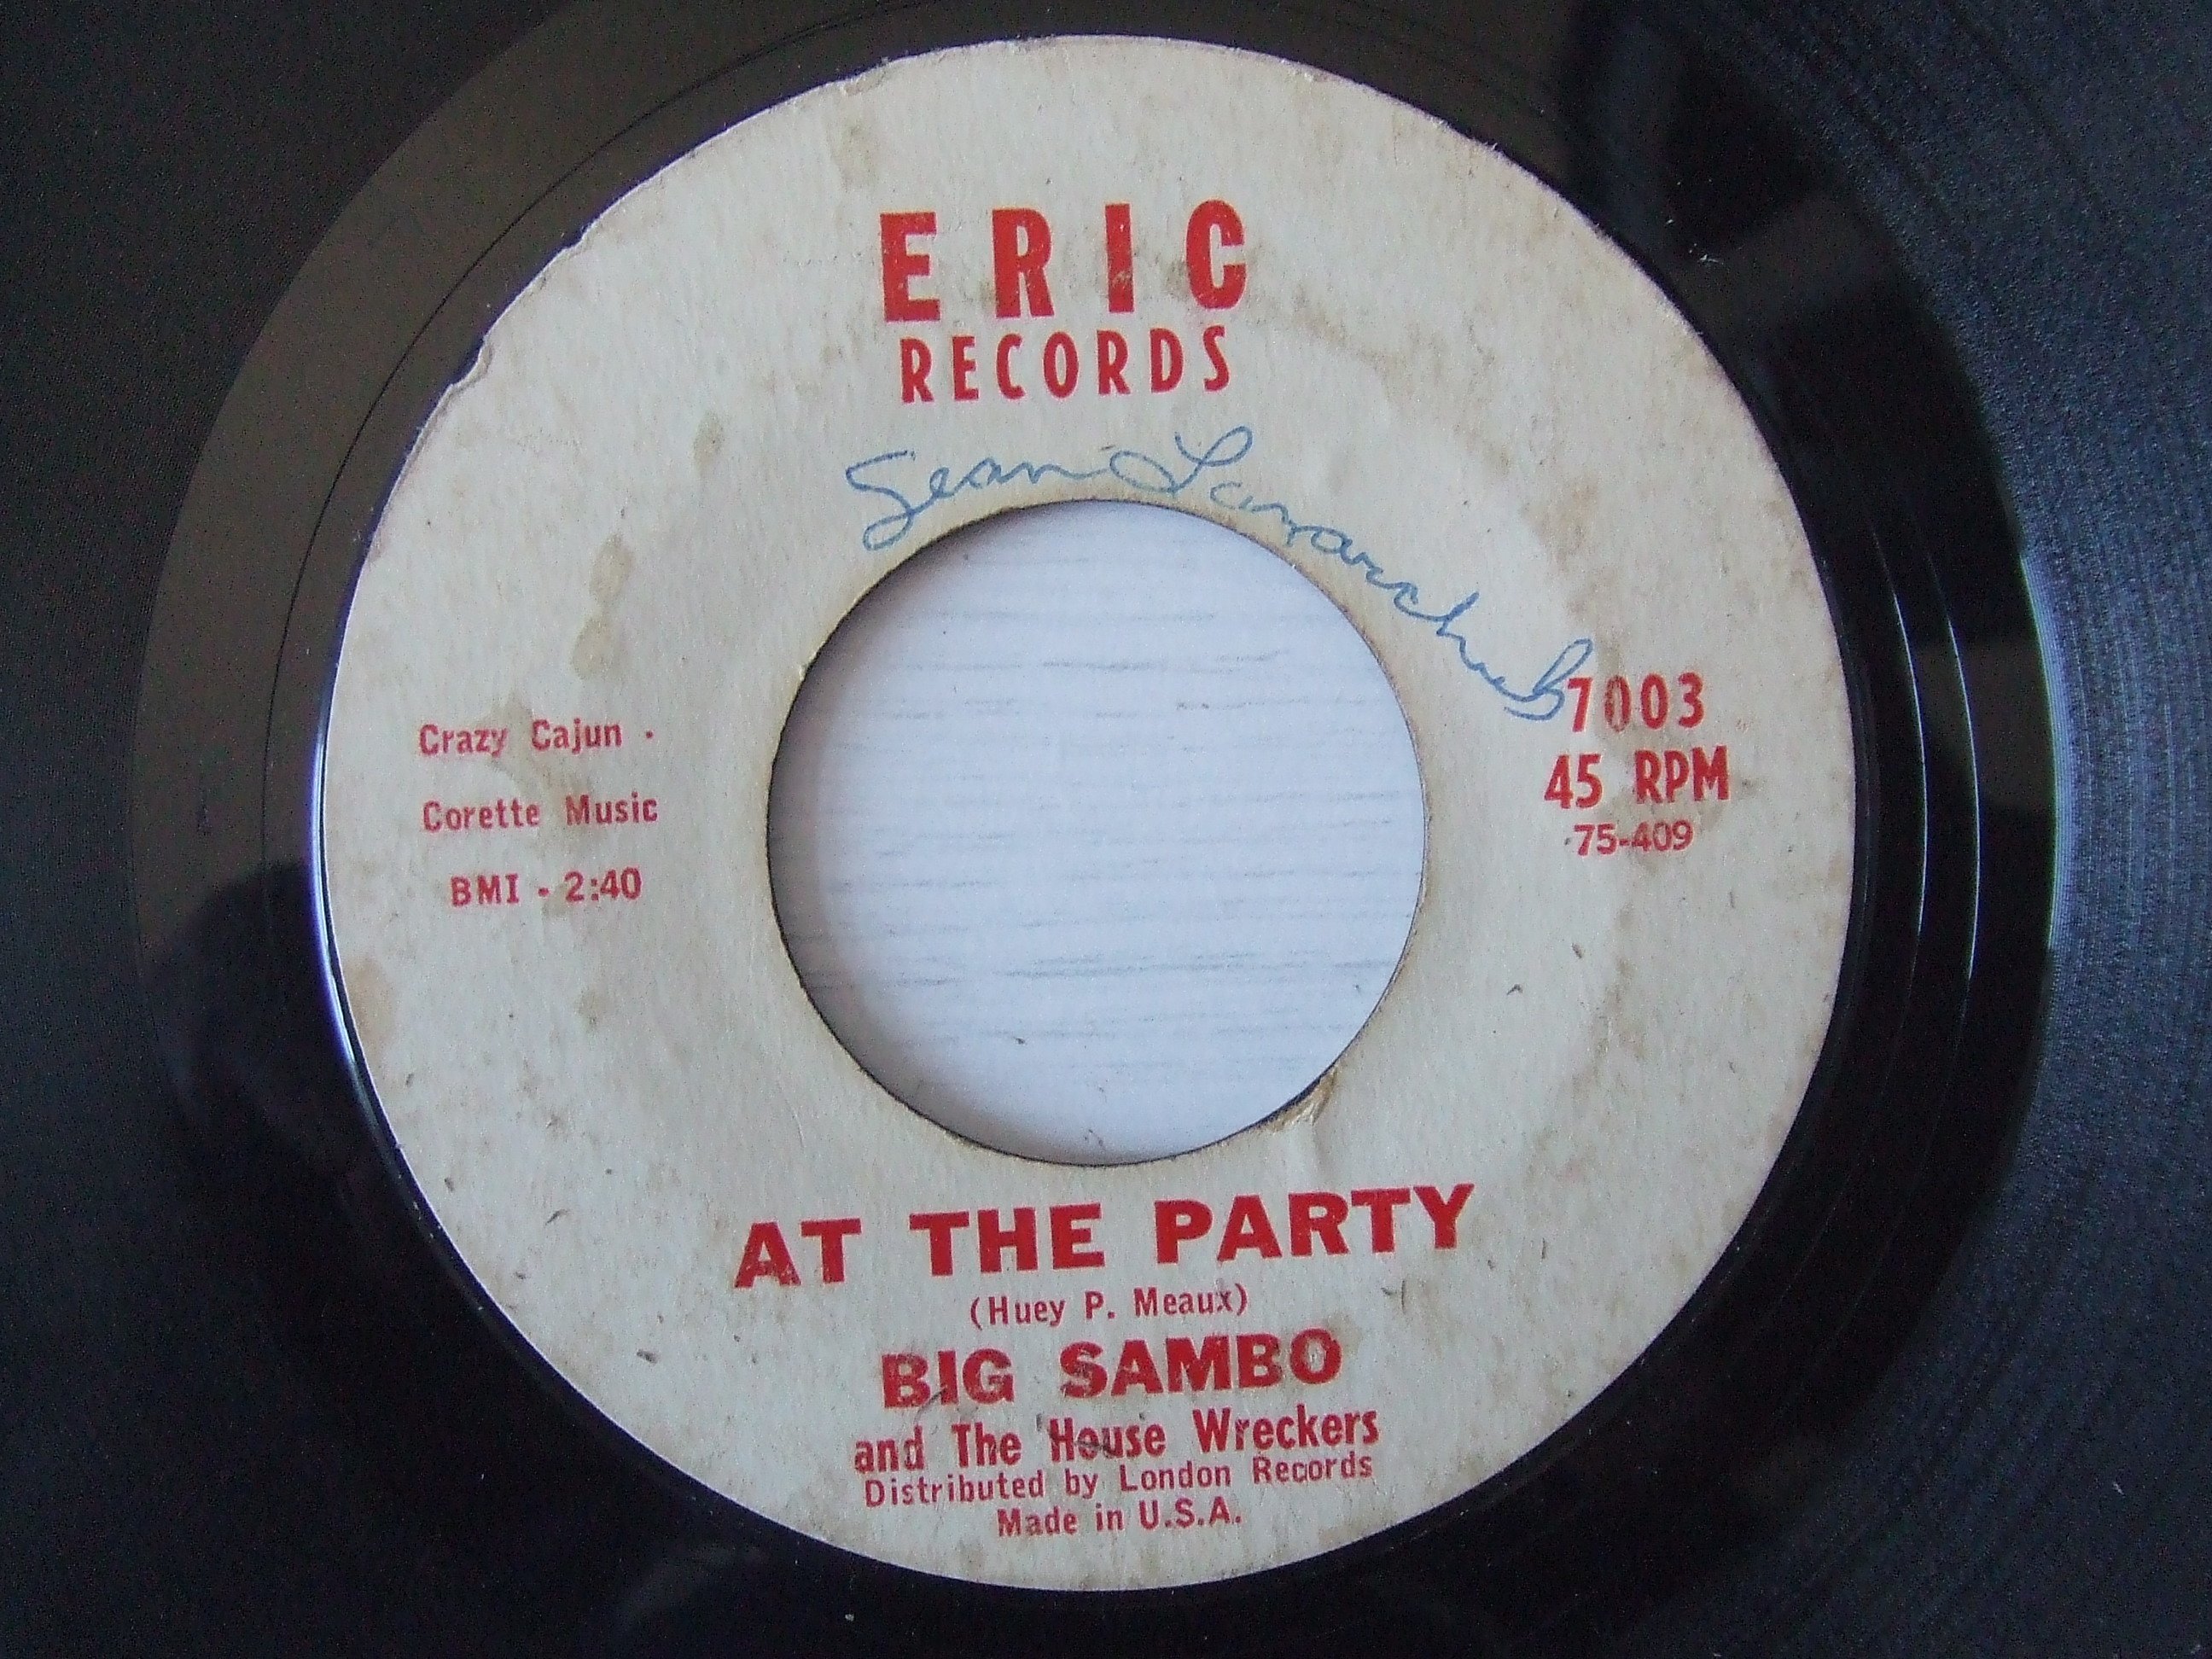 ERIC
RECORDS
Crazy Cajun .
Corette Music
BMI - 2:40
7003
45 RPM
75-409
AT THE PARTY
(Huey P. Meaux)
BIG SAMBO
and The House Wreckers
Distributed by London Records
Made in U.S.A.